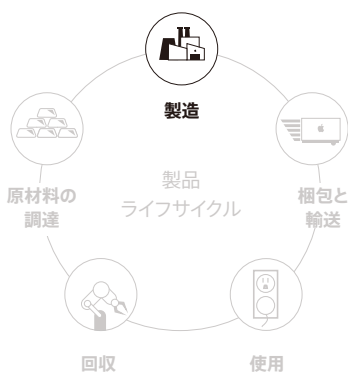 製造
原材料の
調達
製品
ライフサイクル
梱包と
輸送
回収
使用